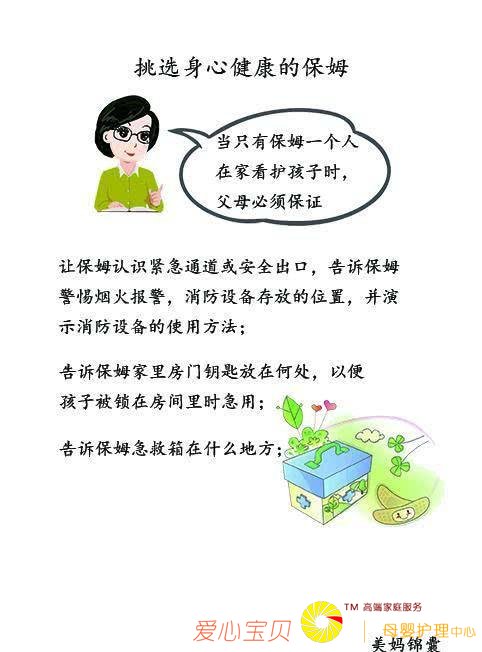 挑选身心健康的保姆
当只有保姆一个人
在家看护孩子时，
父母必须保证
让保姆认识紧急通道或安全出口，告诉保姆
警惕烟火报警，消防设备存放的位置，并演
示消防设备的使用方法；
告诉保姆家里房门钥匙放在何处，以便
孩子被锁在房间里时急用；
告诉保姆急救箱在什么地方；
TM 高端家庭服务
爱心宝贝
母婴护理中心
美妈锦囊